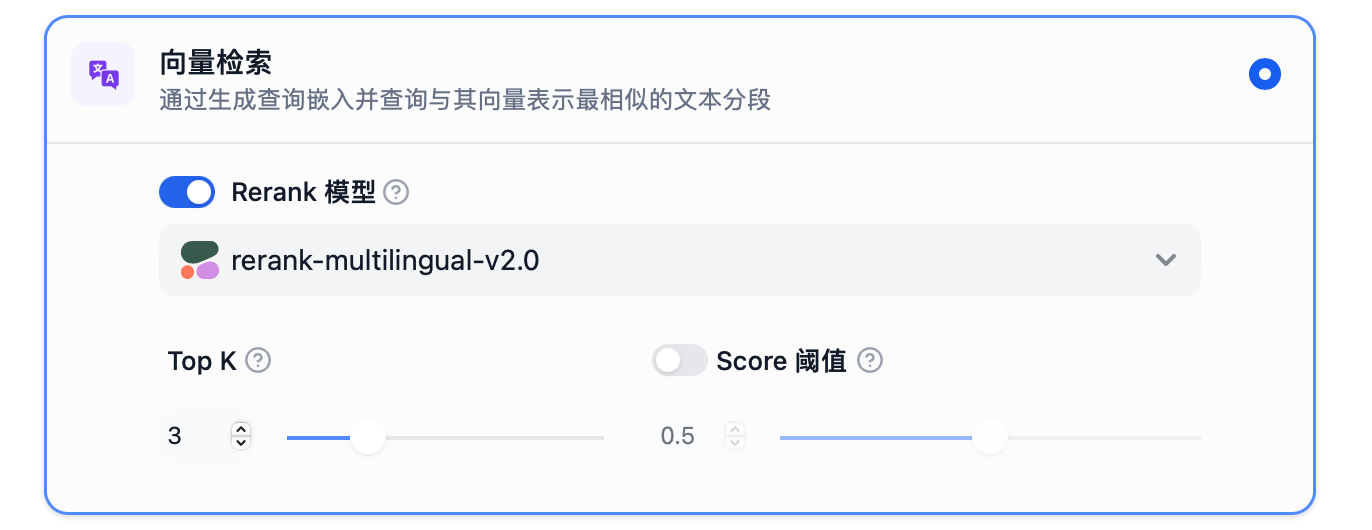 向量检索
通过生成查询嵌入并查询与其向量表示最相似的文本分段
Rerank 模型
rerank-multilingual-v2.0
Top K
Score 阈值
3
0.5